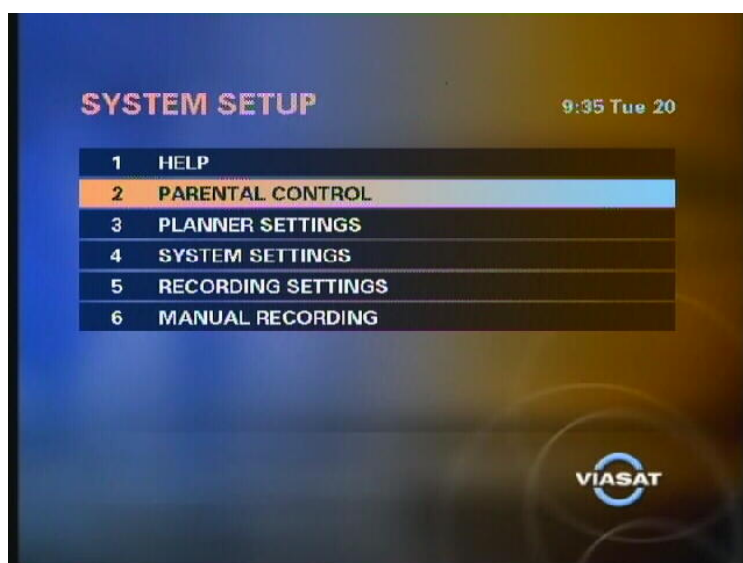 SYSTEM SETUP
9:35 Tue 20
1 HELP
2 PARENTAL CONTROL
3 PLANNER SETTINGS
4 SYSTEM SETTINGS
5 RECORDING SETTINGS
6 MANUAL RECORDING
VIASAT